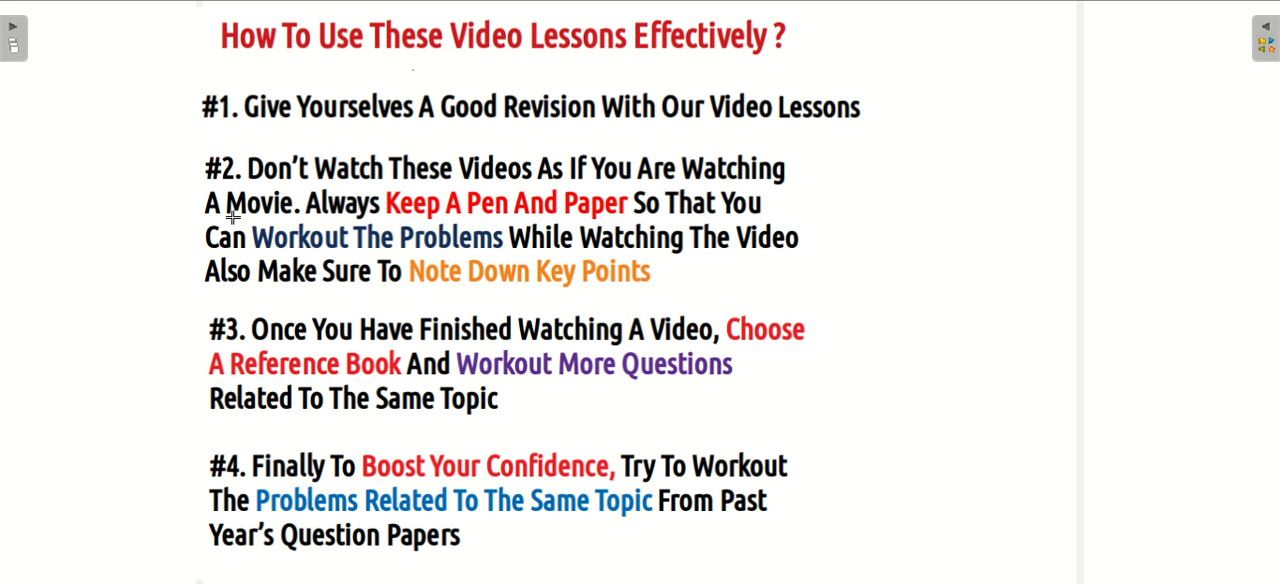 How To Use These Video Lessons Effectively ?
#1. Give Yourselves A Good Revision With Our Video Lessons
#2. Don't Watch These Videos As If You Are Watching
A Movie. Always Keep A Pen And Paper So That You
Can Workout The Problems While Watching The Video
Also Make Sure To Note Down Key Points
#3. Once You Have Finished Watching A Video, Choose
A Reference Book And Workout More Questions
Related To The Same Topic
#4. Finally To Boost Your Confidence, Try To Workout
The Problems Related To The Same Topic From Past
Year's Question Papers